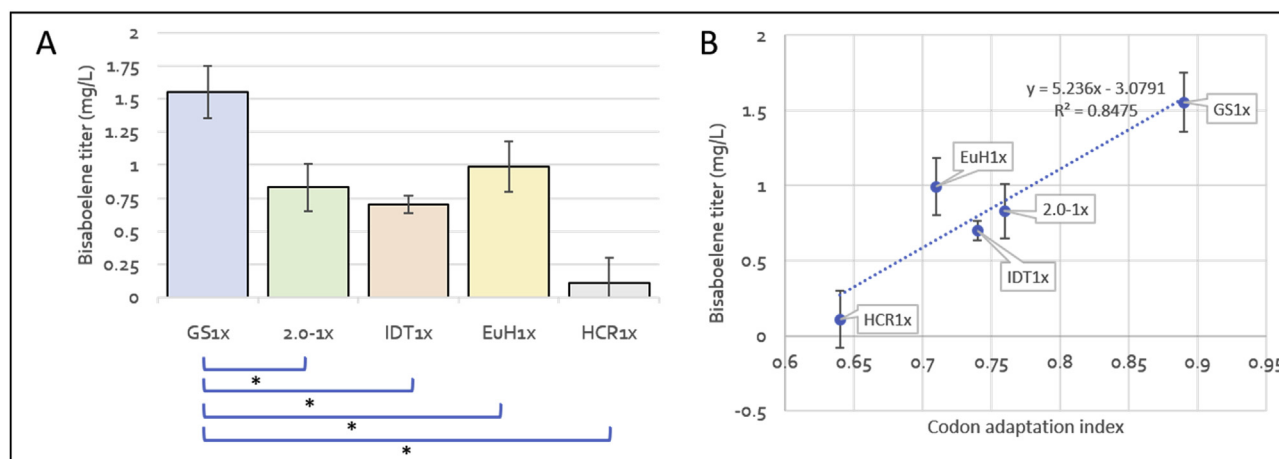 A
Bisaboelene titer (mg/L)
2
1.75
1.5
1.25
1
0.75
0.5
0.25
0
GS1x
2.0-1x
IDT1x
EuH1x
HCR1x
*
*
*
*
B
Bisaboelene titer (mg/L)
2
1.5
1
0.5
0
-0.5
y = 5.236x - 3.0791
R² = 0.8475
GS1x
EuH1x
2.0-1x
IDT1x
HCR1x
0.6
0.65
0.7
0.75
0.8
0.85
0.9
0.95
Codon adaptation index